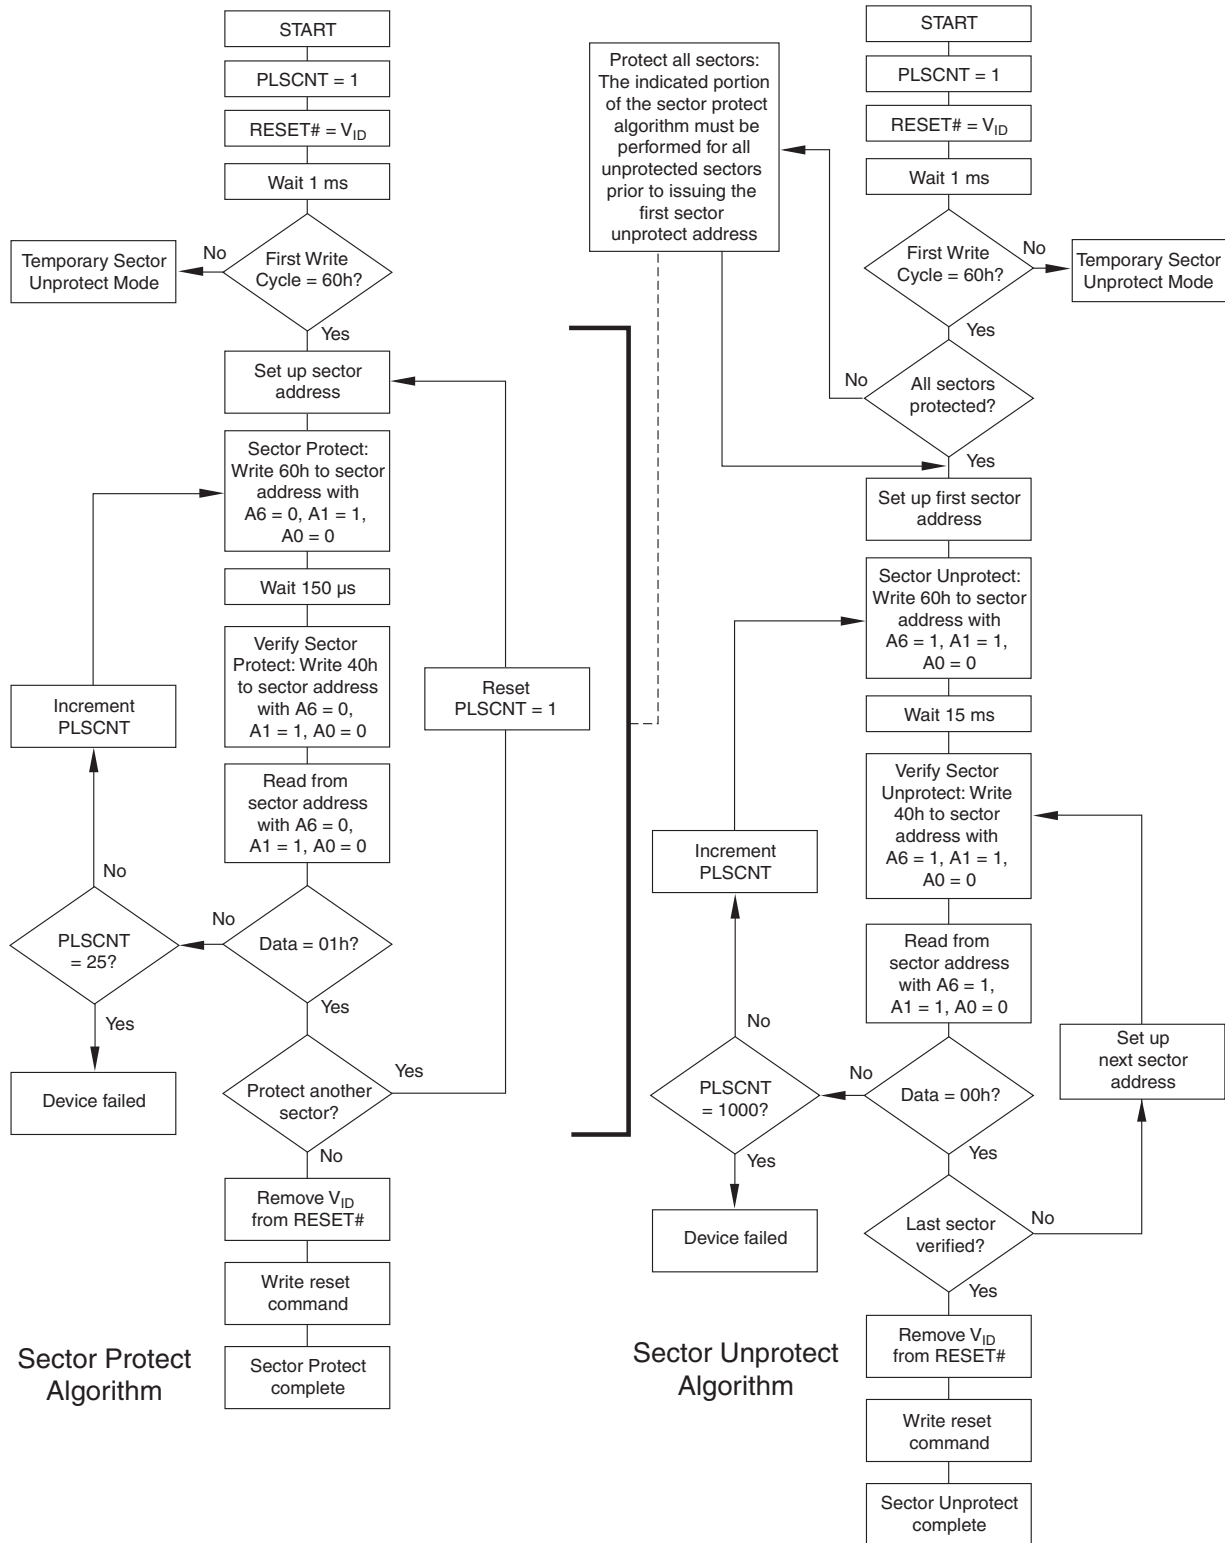 START
PLSCNT = 1
RESET# = VID
Wait 1 ms
First Write
Cycle = 60h?
No
Temporary Sector
Unprotect Mode
Yes
Set up sector
address
Sector Protect:
Write 60h to sector
address with
A6 = 0, A1 = 1,
A0 = 0
Wait 150 µs
Verify Sector
Protect: Write 40h
to sector address
with A6 = 0,
A1 = 1, A0 = 0
Increment
PLSCNT
Reset
PLSCNT = 1
Read from
sector address
with A6 = 0,
A1 = 1, A0 = 0
No
No
PLSCNT
= 25?
Data = 01h?
Yes
Yes
Device failed
Protect another
sector?
Yes
No
Remove VID
from RESET#
Write reset
command
Sector Protect
complete
Sector Protect
Algorithm
Protect all sectors:
The indicated portion
of the sector protect
algorithm must be
performed for all
unprotected sectors
prior to issuing the
first sector
unprotect address
START
PLSCNT = 1
RESET# = VID
Wait 1 ms
First Write
Cycle = 60h?
No
Temporary Sector
Unprotect Mode
Yes
No
All sectors
protected?
Yes
Set up first sector
address
Sector Unprotect:
Write 60h to sector
address with
A6 = 1, A1 = 1,
A0 = 0
Wait 15 ms
Verify Sector
Unprotect: Write
40h to sector
address with
A6 = 1, A1 = 1,
A0 = 0
Increment
PLSCNT
Read from
sector address
with A6 = 1,
A1 = 1, A0 = 0
No
No
PLSCNT
= 1000?
Data = 00h?
Set up
next sector
address
Yes
Yes
Device failed
Last sector
verified?
No
Yes
Remove VID
from RESET#
Write reset
command
Sector Unprotect
complete
Sector Unprotect
Algorithm